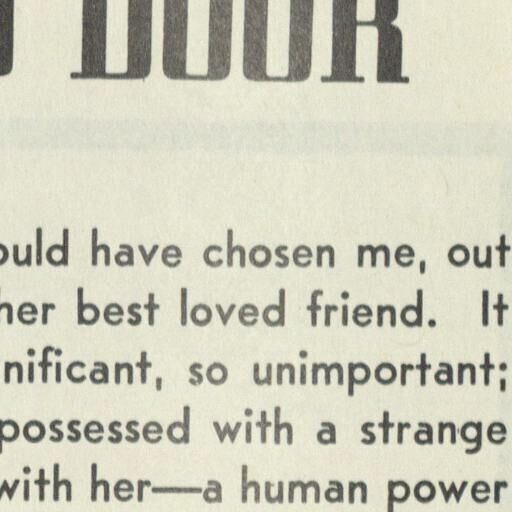 DOOR
ould have chosen me, out
her best loved friend. It
nificant, so unimportant;
possessed with a strange
with her—a human power